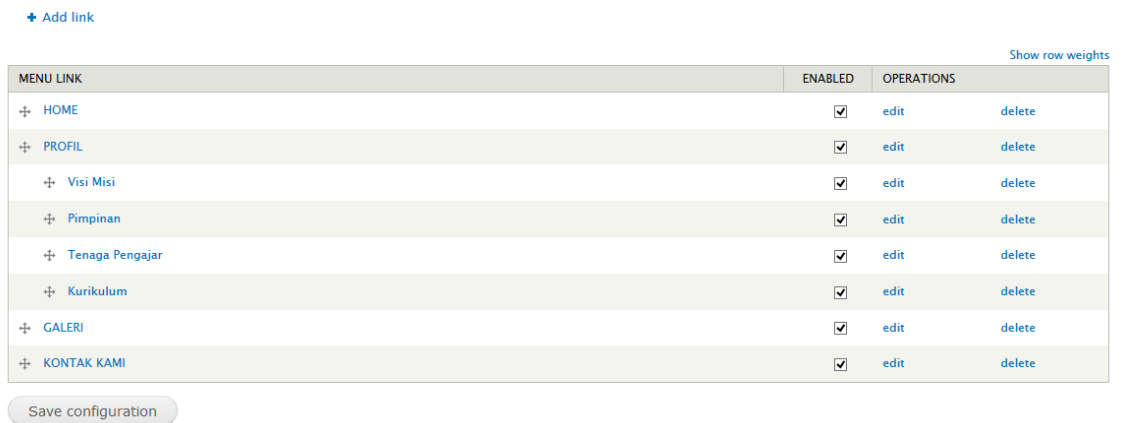 Add link
Show row weights
MENU LINK ENABLED OPERATIONS
HOME edit delete
PROFIL edit delete
Visi Misi edit delete
Pimpinan edit delete
Tenaga Pengajar edit delete
Kurikulum edit delete
GALERI edit delete
KONTAK KAMI edit delete
Save configuration